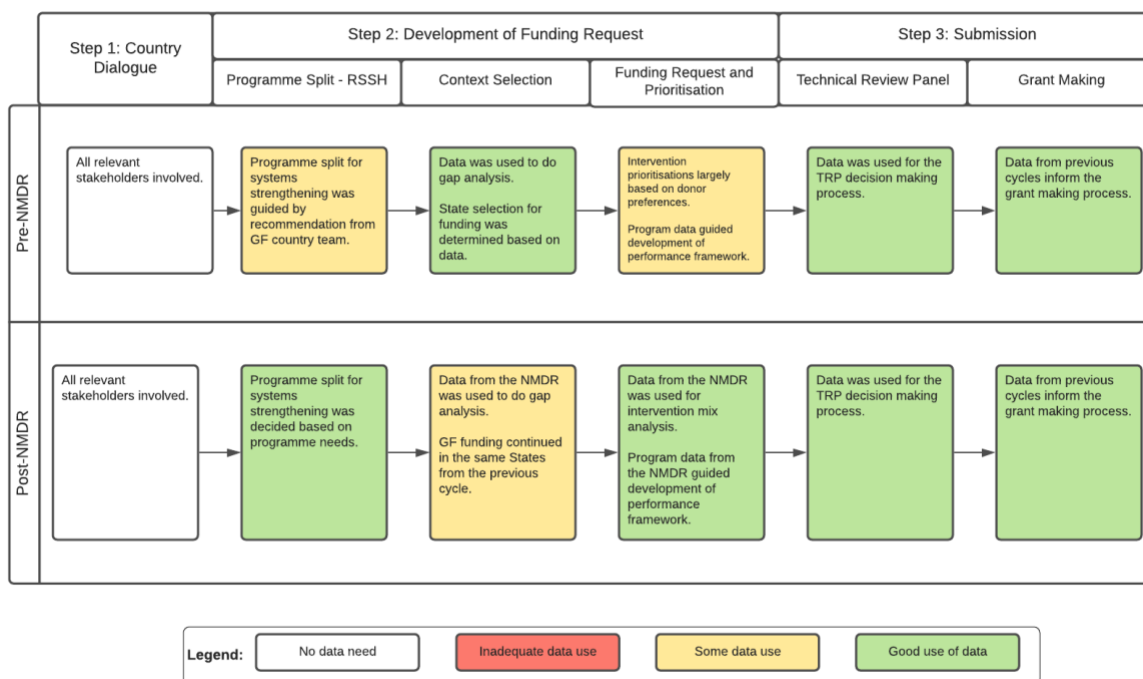 Step 1: Country
Dialogue
Step 2: Development of Funding Request
Step 3: Submission
Programme Split - RSSH
Context Selection
Funding Request and
Prioritisation
Technical Review Panel
Grant Making
Pre-NMDR
All relevant
stakeholders involved.
Programme split for
systems
strengthening was
guided by
recommendation from
GF country team.
Data was used to do
gap analysis.
State selection for
funding was
determined based on
data.
Intervention
prioritisations largely
based on donor
preferences.
Program data guided
development of
performance framework.
Data was used for the
TRP decision making
process.
Data from previous
cycles inform the
grant making process.
Post-NMDR
All relevant
stakeholders involved.
Programme split for
systems
strengthening was
decided based on
programme needs.
Data from the NMDR
was used to do gap
analysis.
GF funding continued
in the same States
from the previous
cycle.
Data from the NMDR
was used for
intervention mix
analysis.
Program data from
the NMDR guided
development of
performance
framework.
Data was used for the
TRP decision making
process.
Data from previous
cycles inform the
grant making process.
Legend:
No data need
Inadequate data use
Some data use
Good use of data